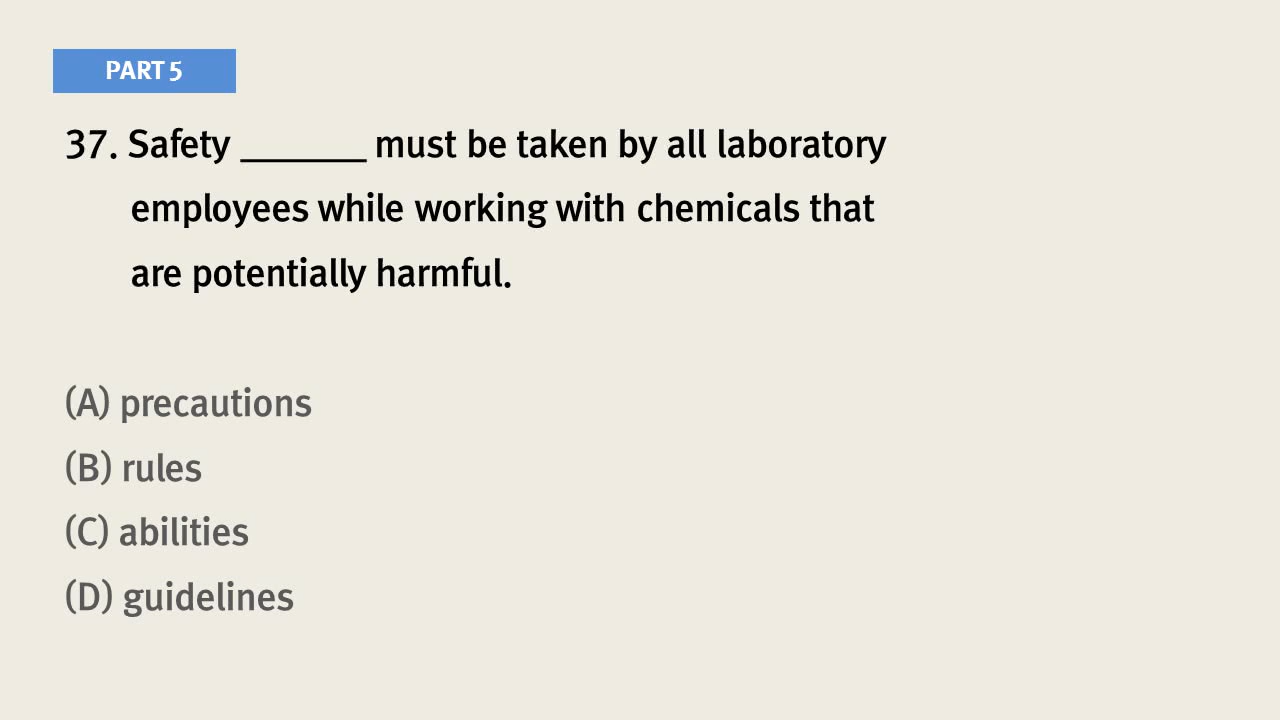 PART 5
37. Safety ______ must be taken by all laboratory
employees while working with chemicals that
are potentially harmful.
(A) precautions
(B) rules
(C) abilities
(D) guidelines